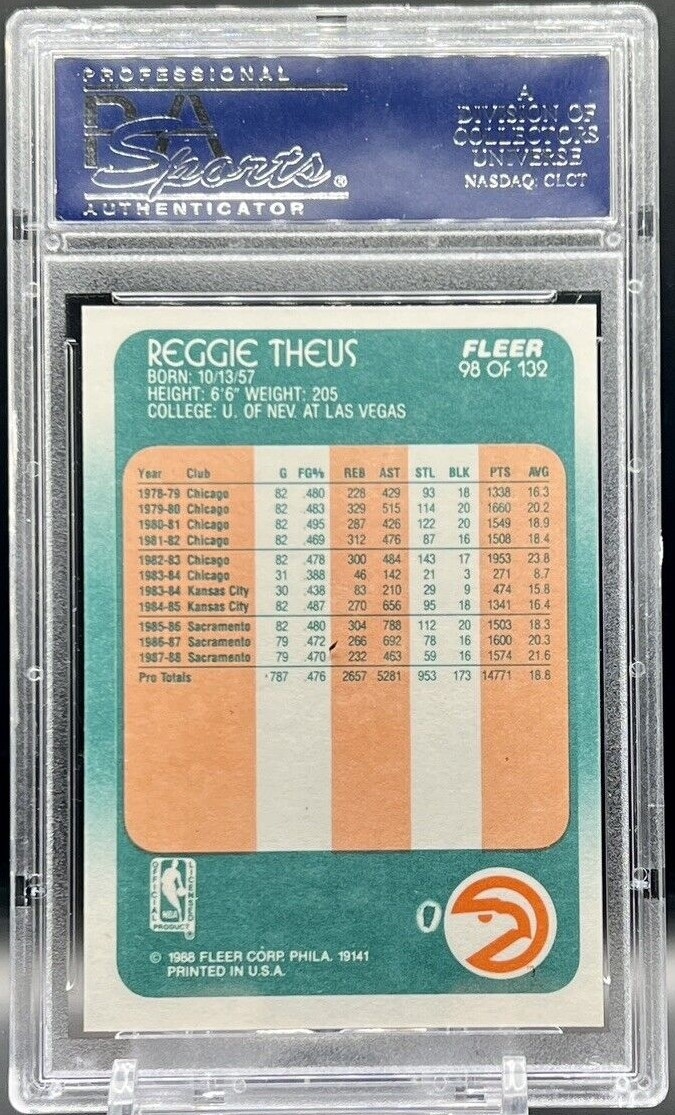 PROFESSIONAL
PSA
Sports®
AUTHENTICATOR
A
DIVISION OF
COLLECTORS
UNIVERSE
NASDAQ: CLCT
REGGIE THEUS
BORN: 10/13/57
HEIGHT: 6'6" WEIGHT: 205
COLLEGE: U. OF NEV. AT LAS VEGAS
FLEER
98 OF 132
Year Club G FG% REB AST STL BLK PTS AVG
1978-79 Chicago 82 .480 228 429 93 18 1338 16.3
1979-80 Chicago 82 .483 329 515 114 20 1660 20.2
1980-81 Chicago 82 .495 287 426 122 20 1549 18.9
1981-82 Chicago 82 .469 312 476 87 16 1508 18.4
1982-83 Chicago 82 .478 300 484 143 17 1953 23.8
1983-84 Chicago 31 .388 46 142 21 3 271 8.7
1983-84 Kansas City 30 .438 83 210 29 9 474 15.8
1984-85 Kansas City 82 .487 270 656 95 18 1341 16.4
1985-86 Sacramento 82 .480 304 788 112 20 1503 18.3
1986-87 Sacramento 79 .472 266 692 78 16 1600 20.3
1987-88 Sacramento 79 .470 232 463 59 16 1574 21.6
Pro Totals 787 .476 2657 5281 953 173 14771 18.8
OFFICIAL
LICENSED
NBA
PRODUCT
© 1988 FLEER CORP. PHILA. 19141
PRINTED IN U.S.A.